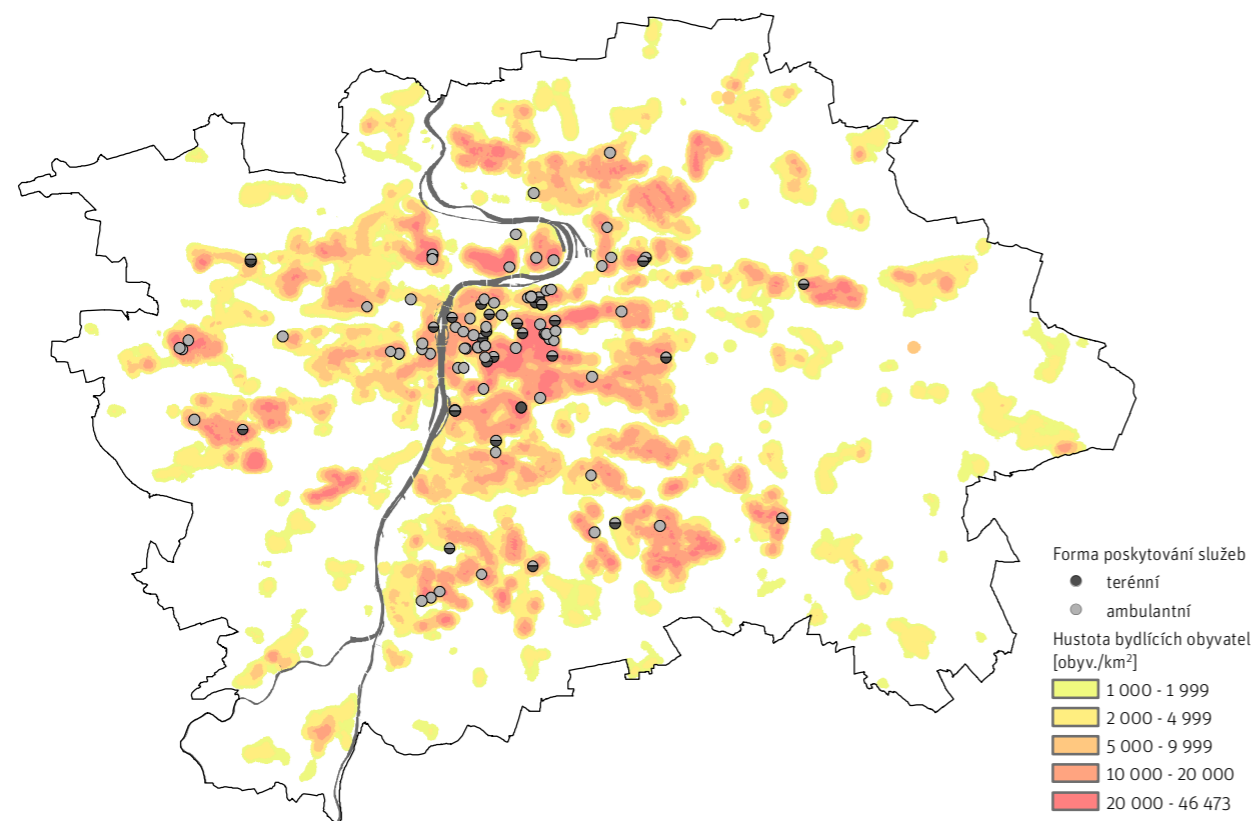 Forma poskytování služeb
terénní
ambulantní
Hustota bydlících obyvatel
[obyv./km²]
1 000 - 1 999
2 000 - 4 999
5 000 - 9 999
10 000 - 20 000
20 000 - 46 473